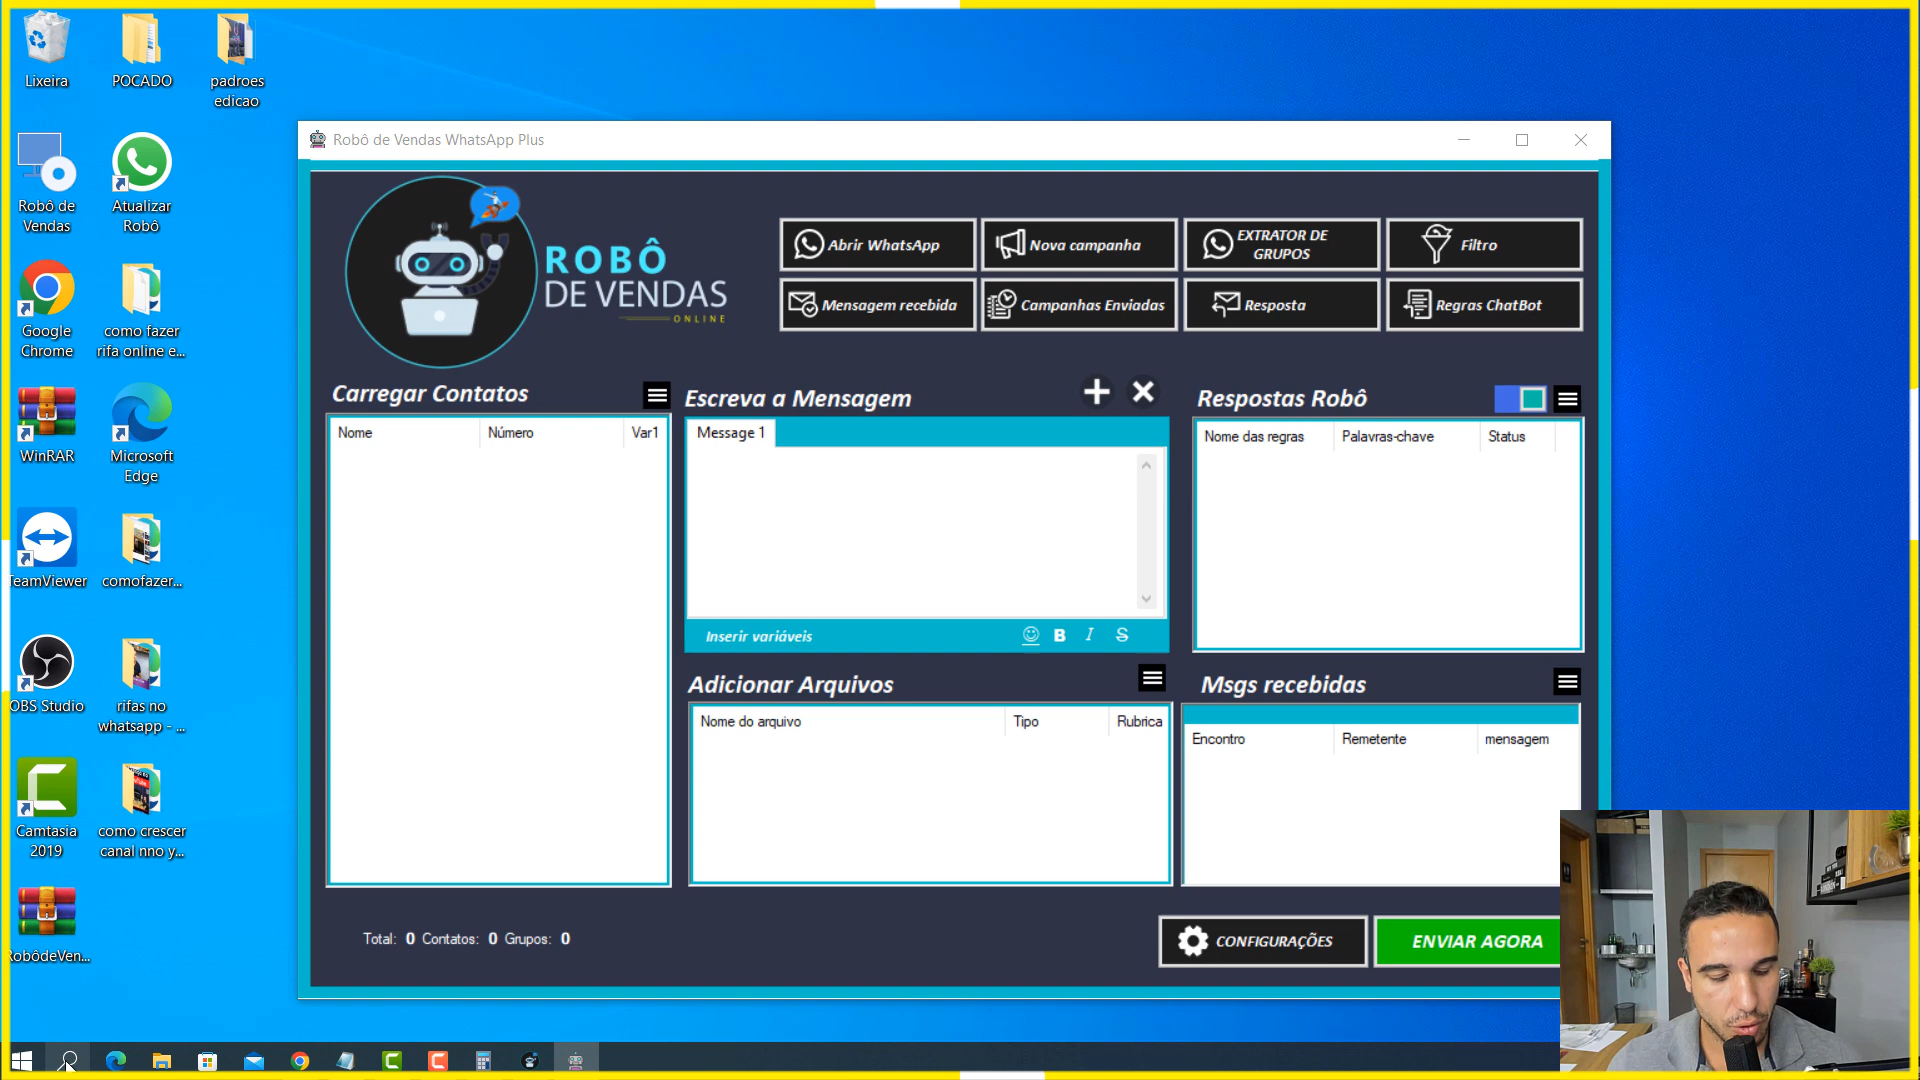 Lixeira
POCADO
padroes
edicao
Robô de
Vendas
Atualizar
Robô
Google
Chrome
como fazer
rifa online e...
WinRAR
Microsoft
Edge
TeamViewer
comofazer...
OBS Studio
rifas no
whatsapp - ...
Camtasia
2019
como crescer
canal nno y...
RobôdeVen...
Robô de Vendas WhatsApp Plus
ROBÔ
DE VENDAS
ONLINE
Abrir WhatsApp
Nova campanha
EXTRATOR DE
GRUPOS
Filtro
Mensagem recebida
Campanhas Enviadas
Resposta
Regras ChatBot
Carregar Contatos
Nome Número Var1
Escreva a Mensagem
Message 1
Inserir variáveis
B I S
Respostas Robô
Nome das regras Palavras-chave Status
Adicionar Arquivos
Nome do arquivo Tipo Rubrica
Msgs recebidas
Encontro Remetente mensagem
Total: 0 Contatos: 0 Grupos: 0
CONFIGURAÇÕES
ENVIAR AGORA